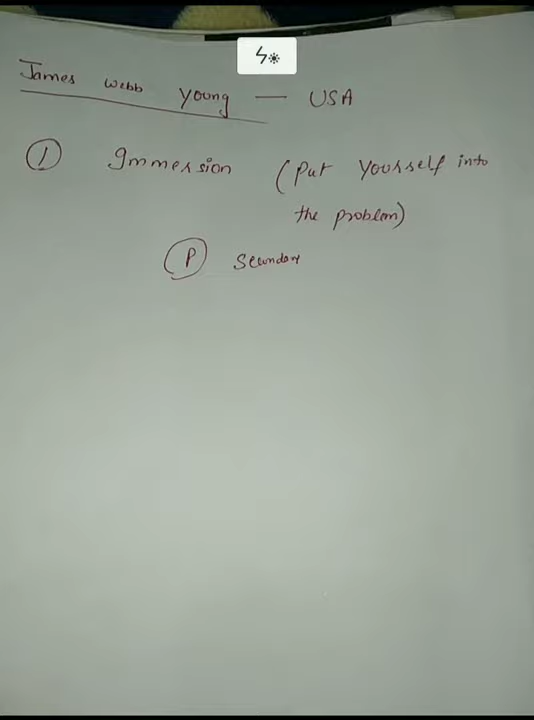 James Webb Young — USA
① Immersion (Put Yourself into
the problem)
Ⓟ Secondary